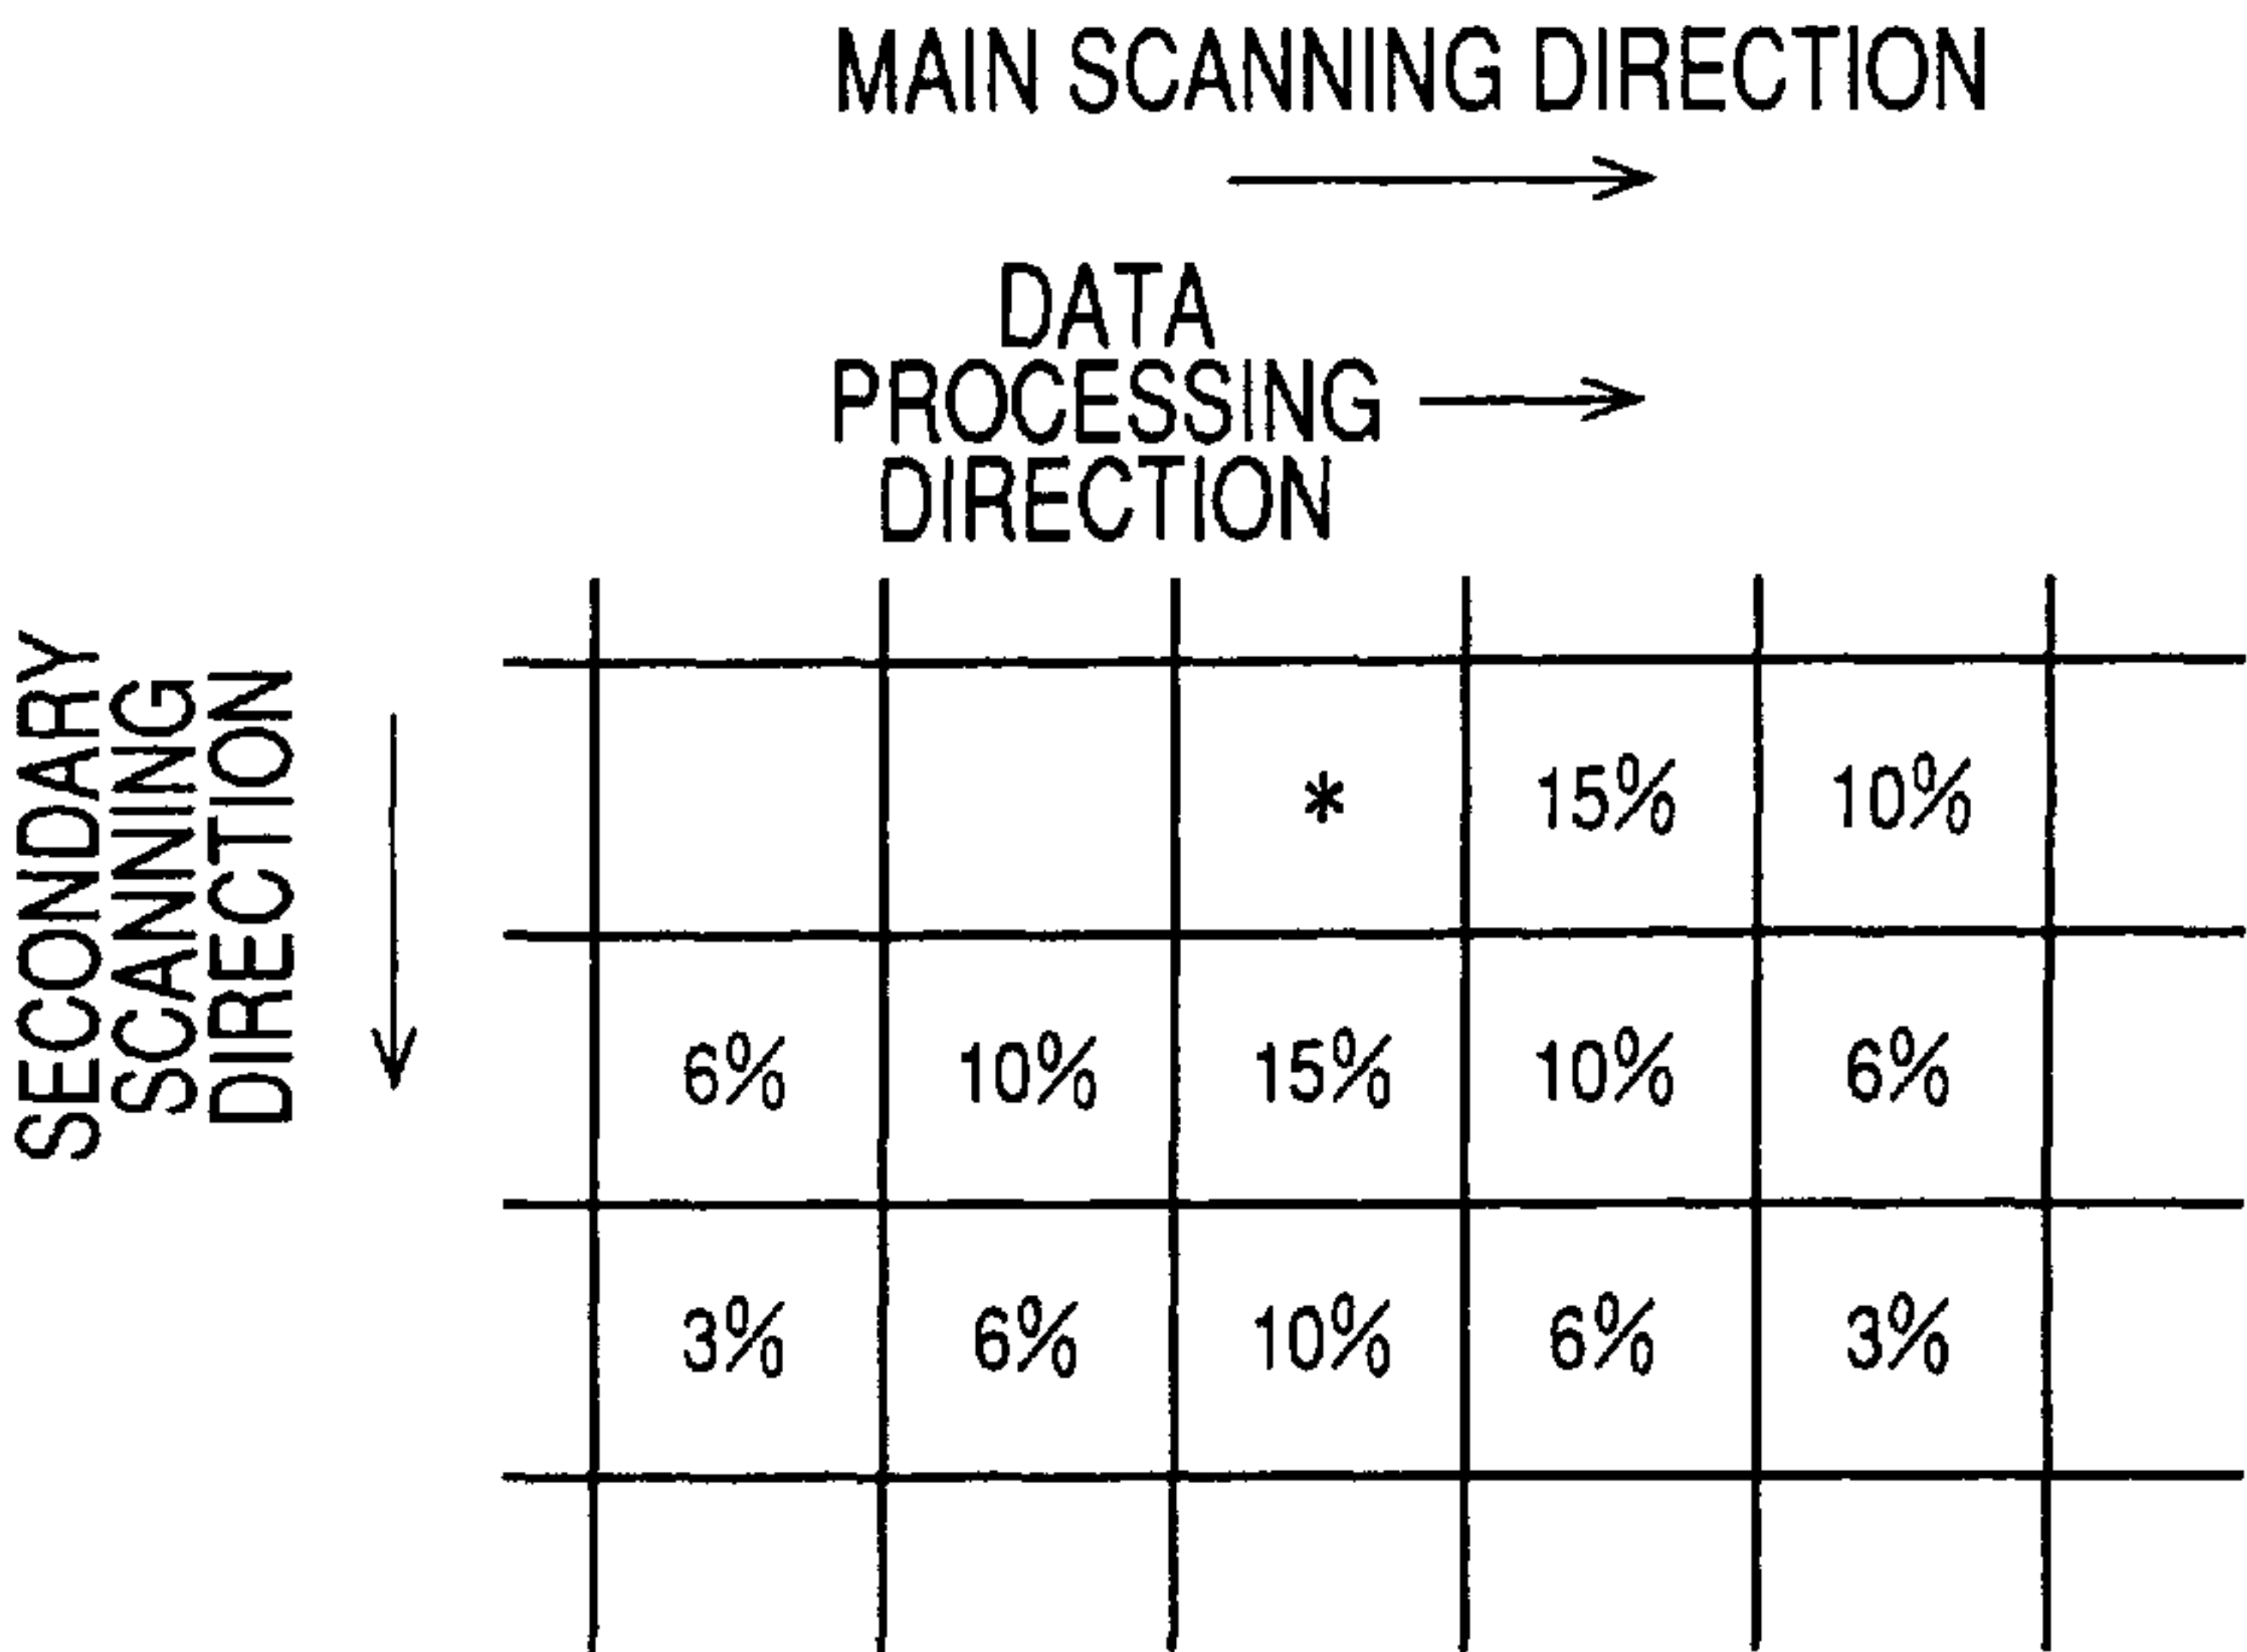 MAIN SCANNING DIRECTION
DATA
PROCESSING
DIRECTION
SECONDARY
SCANNING
DIRECTION
* 15% 10%
6% 10% 15% 10% 6%
3% 6% 10% 6% 3%